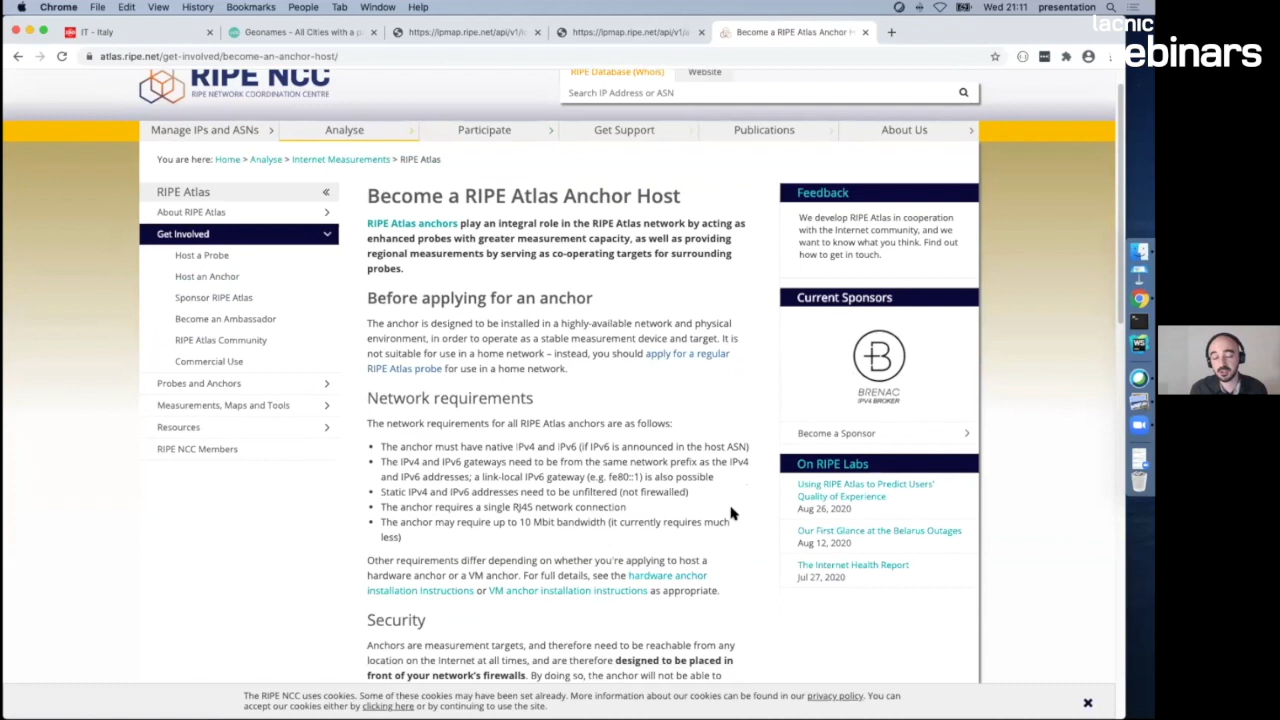 Chrome File Edit View History Bookmarks People Tab Window Help
Wed 21:11 presentation
lacnic
webinars
IT - Italy
Geonames - All Cities with a p
https://ipmap.ripe.net/api/v1/
https://ipmap.ripe.net/api/v1/
Become a RIPE Atlas Anchor H
atlas.ripe.net/get-involved/become-an-anchor-host/
RIPE NCC
RIPE NETWORK COORDINATION CENTRE
RIPE Database (Whois) Website
Search IP Address or ASN
Manage IPs and ASNs
Analyse
Participate
Get Support
Publications
About Us
You are here: Home > Analyse > Internet Measurements > RIPE Atlas
RIPE Atlas
About RIPE Atlas
Get Involved
Host a Probe
Host an Anchor
Sponsor RIPE Atlas
Become an Ambassador
RIPE Atlas Community
Commercial Use
Probes and Anchors
Measurements, Maps and Tools
Resources
RIPE NCC Members
Become a RIPE Atlas Anchor Host
RIPE Atlas anchors play an integral role in the RIPE Atlas network by acting as
enhanced probes with greater measurement capacity, as well as providing
regional measurements by serving as co-operating targets for surrounding
probes.
Before applying for an anchor
The anchor is designed to be installed in a highly-available network and physical
environment, in order to operate as a stable measurement device and target. It is
not suitable for use in a home network – instead, you should apply for a regular
RIPE Atlas probe for use in a home network.
Network requirements
The network requirements for all RIPE Atlas anchors are as follows:
• The anchor must have native IPv4 and IPv6 (if IPv6 is announced in the host ASN)
• The IPv4 and IPv6 gateways need to be from the same network prefix as the IPv4
and IPv6 addresses; a link-local IPv6 gateway (e.g. fe80::1) is also possible
• Static IPv4 and IPv6 addresses need to be unfiltered (not firewalled)
• The anchor requires a single RJ45 network connection
• The anchor may require up to 10 Mbit bandwidth (it currently requires much
less)
Other requirements differ depending on whether you're applying to host a
hardware anchor or a VM anchor. For full details, see the hardware anchor
installation instructions or VM anchor installation instructions as appropriate.
Security
Anchors are measurement targets, and therefore need to be reachable from any
location on the Internet at all times, and are therefore designed to be placed in
front of your network's firewalls. By doing so, the anchor will not be able to
Feedback
We develop RIPE Atlas in cooperation
with the Internet community, and we
want to know what you think. Find out
how to get in touch.
Current Sponsors
BRENAC
IPV4 BROKER
Become a Sponsor
On RIPE Labs
Using RIPE Atlas to Predict Users'
Quality of Experience
Aug 26, 2020
Our First Glance at the Belarus Outages
Aug 12, 2020
The Internet Health Report
Jul 27, 2020
The RIPE NCC uses cookies. Some of these cookies may have been set already. More information about our cookies can be found in our privacy policy. You can
accept our cookies either by clicking here or by continuing to use the site.
WS